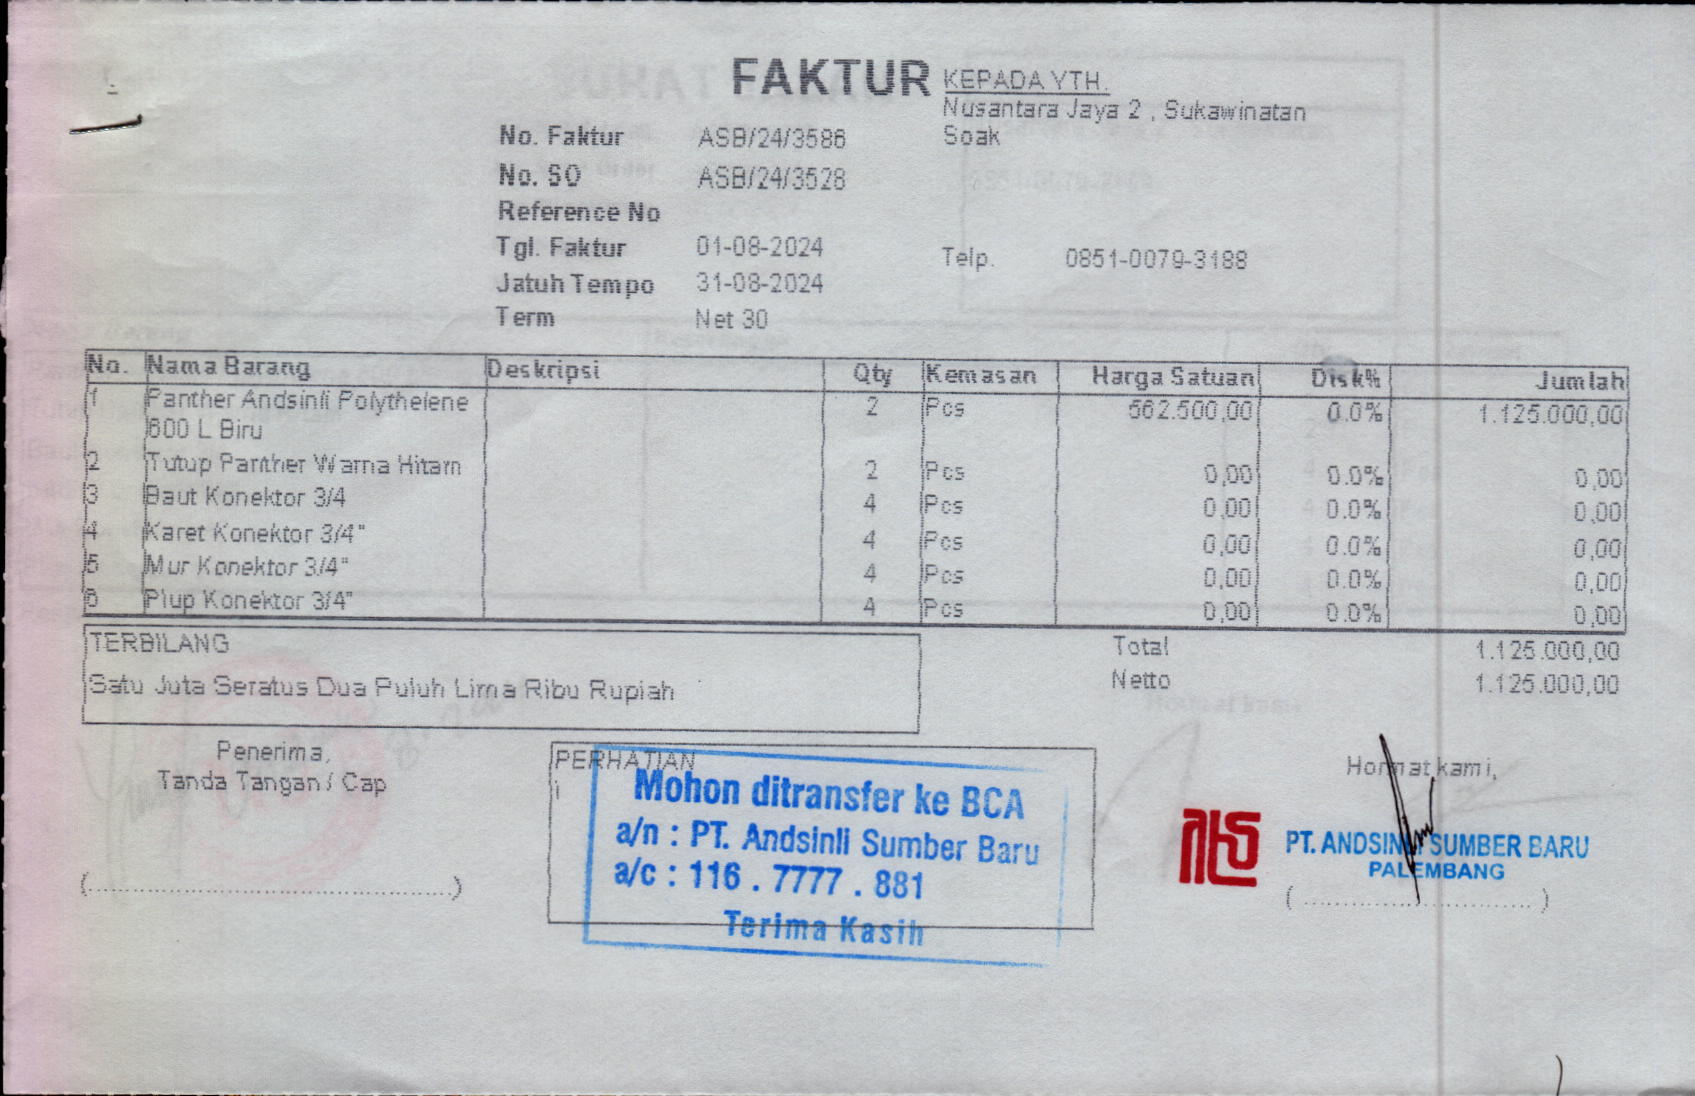 FAKTUR
KEPADA YTH.
Nusantara Jaya 2 , Sukawinatan
Soak
No. Faktur ASB/24/3586
No. SO ASB/24/3528
Reference No
Tgl. Faktur 01-08-2024
Telp. 0851-0079-3188
Jatuh Tempo 31-08-2024
Term Net 30
No. Nama Barang Deskripsi Qty Kemasan Harga Satuan Disk% Jumlah
1 Panther Andsinli Polythelene 2 Pcs 562.500,00 0.0% 1.125.000,00
600 L Biru
2 Tutup Panther Warna Hitam 2 Pcs 0,00 0.0% 0,00
3 Baut Konektor 3/4 4 Pcs 0,00 0.0% 0,00
4 Karet Konektor 3/4" 4 Pcs 0,00 0.0% 0,00
5 Mur Konektor 3/4" 4 Pcs 0,00 0.0% 0,00
6 Plup Konektor 3/4" 4 Pcs 0,00 0.0% 0,00
TERBILANG
Satu Juta Seratus Dua Puluh Lima Ribu Rupiah
Total 1.125.000,00
Netto 1.125.000,00
Penerima,
Tanda Tangan / Cap
(........................................)
PERHATIAN
Mohon ditransfer ke BCA
a/n : PT. Andsinli Sumber Baru
a/c : 116 . 7777 . 881
Terima Kasih
Hormat kami,
PT. ANDSINLI SUMBER BARU
PALEMBANG
(........................................)